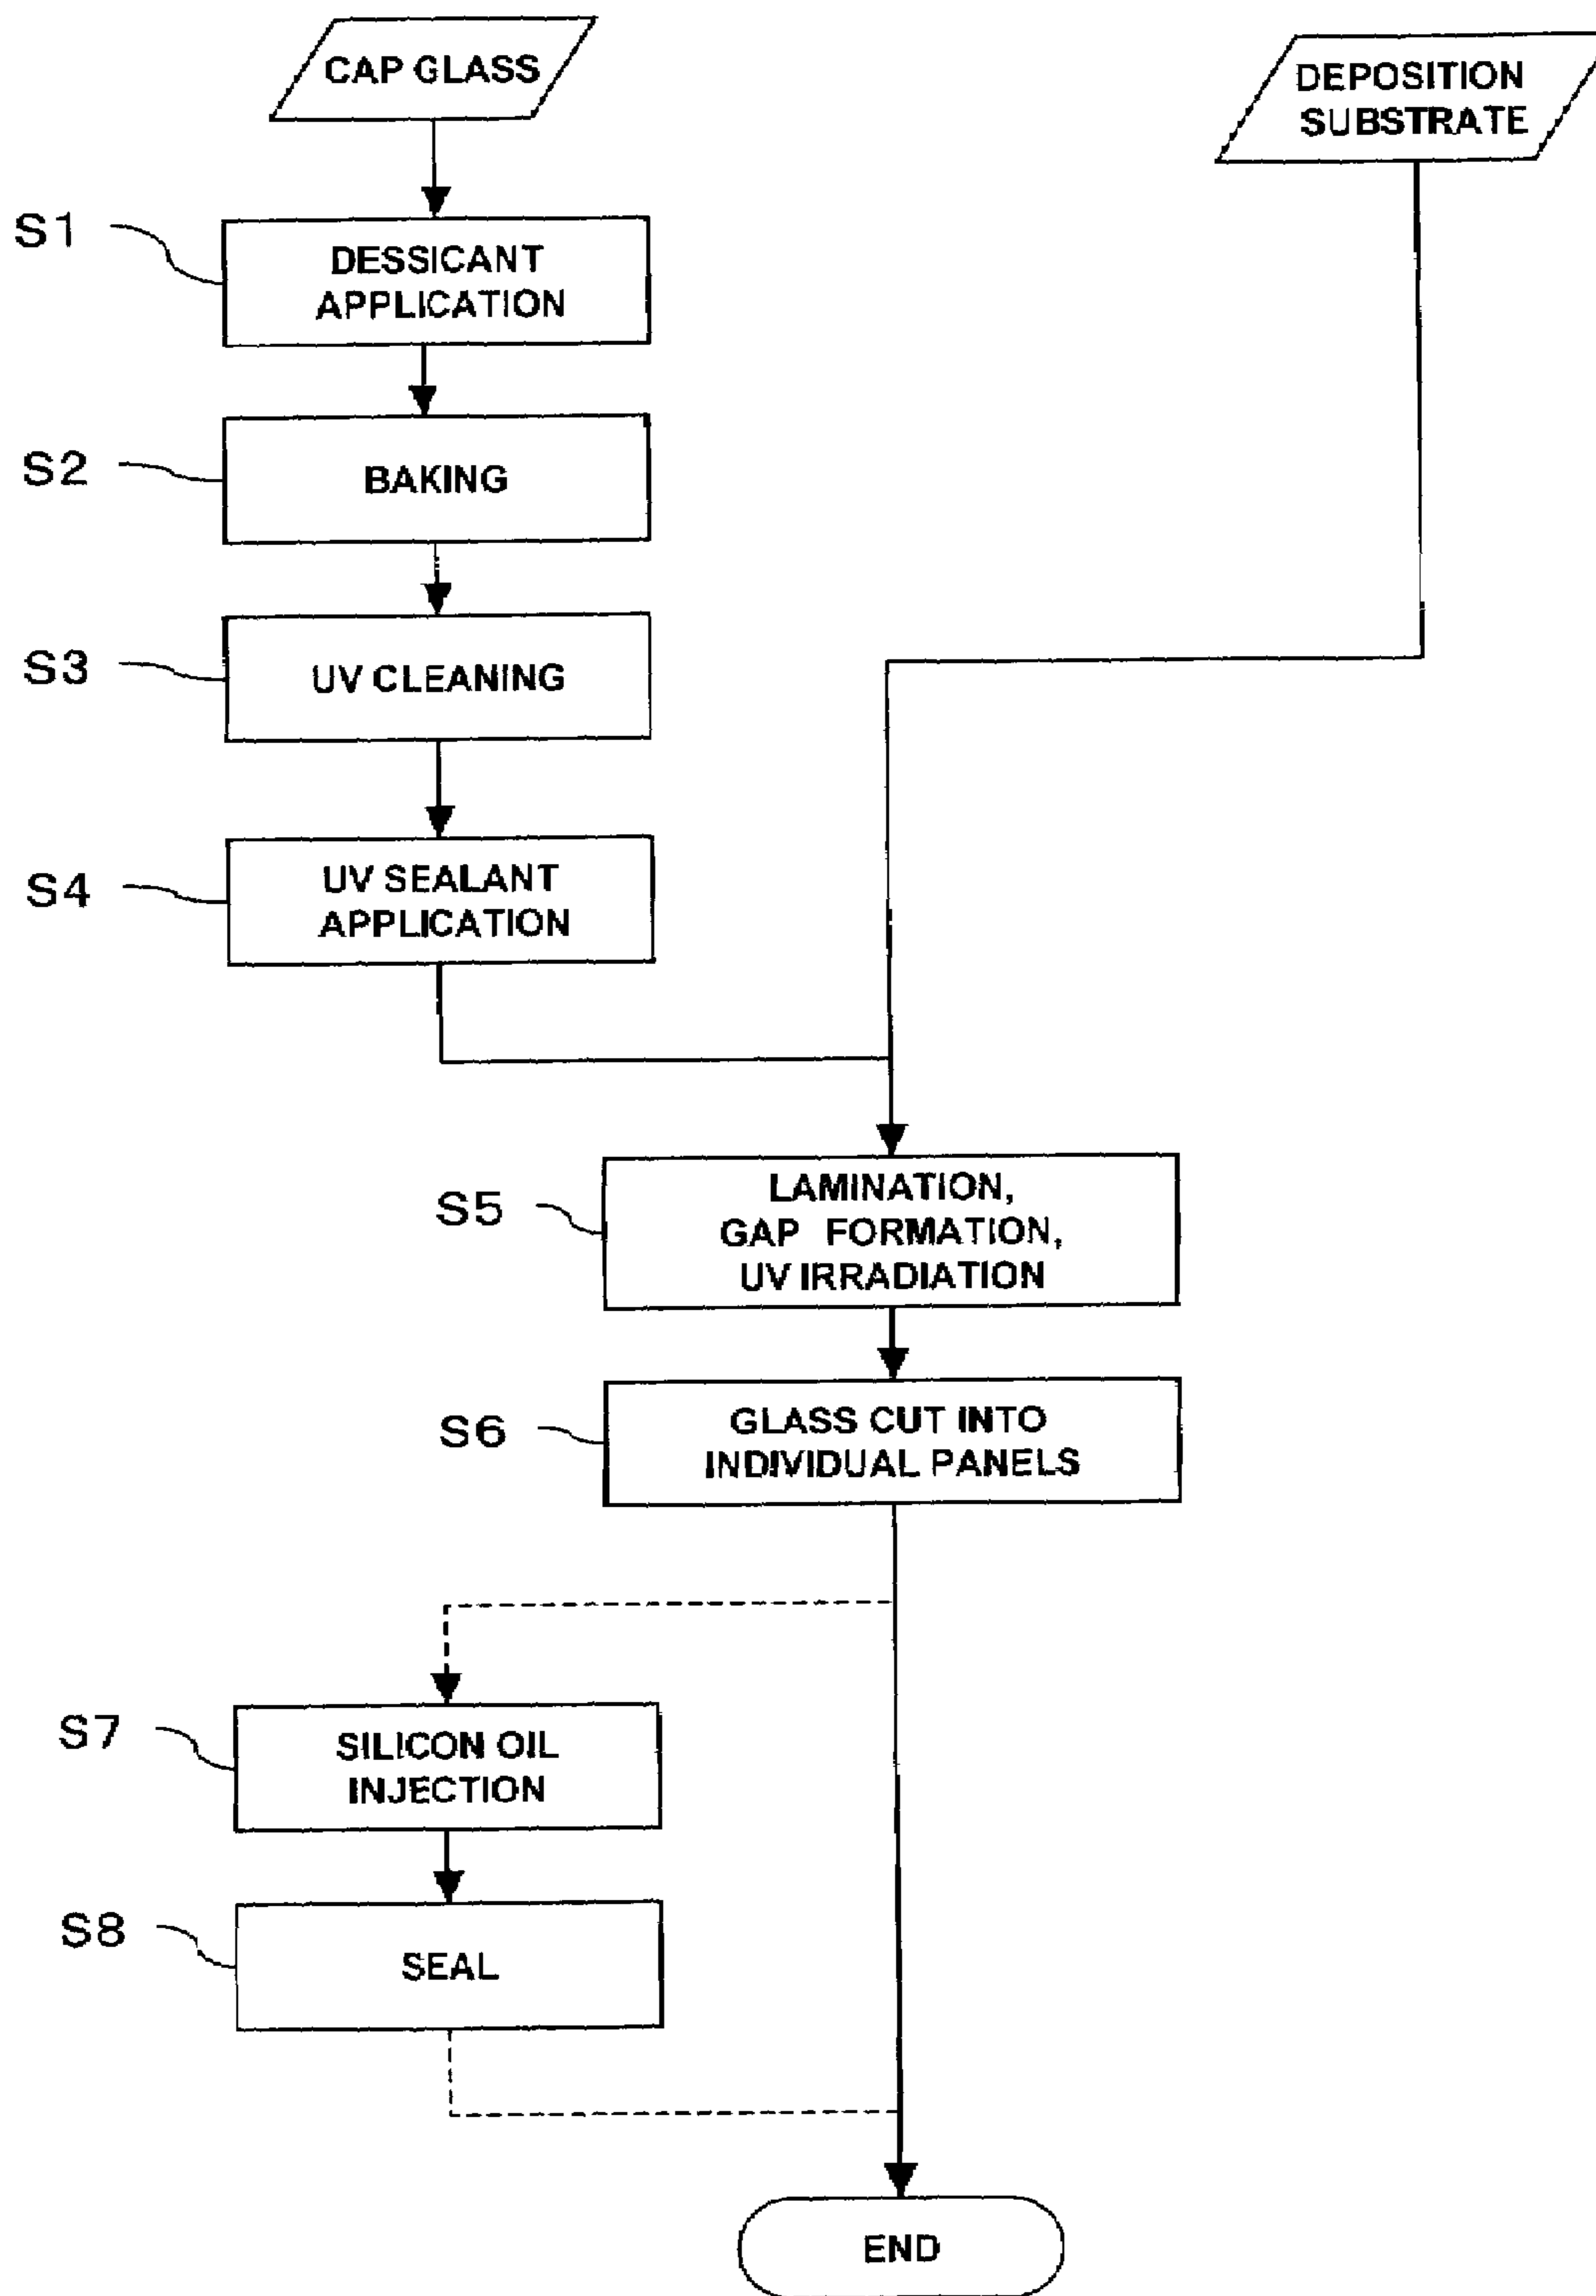 CAP GLASS
DEPOSITION
SUBSTRATE
S1
DESSICANT
APPLICATION
S2
BAKING
S3
UV CLEANING
S4
UV SEALANT
APPLICATION
S5
LAMINATION,
GAP FORMATION,
UV IRRADIATION
S6
GLASS CUT INTO
INDIVIDUAL PANELS
S7
SILICON OIL
INJECTION
S8
SEAL
END